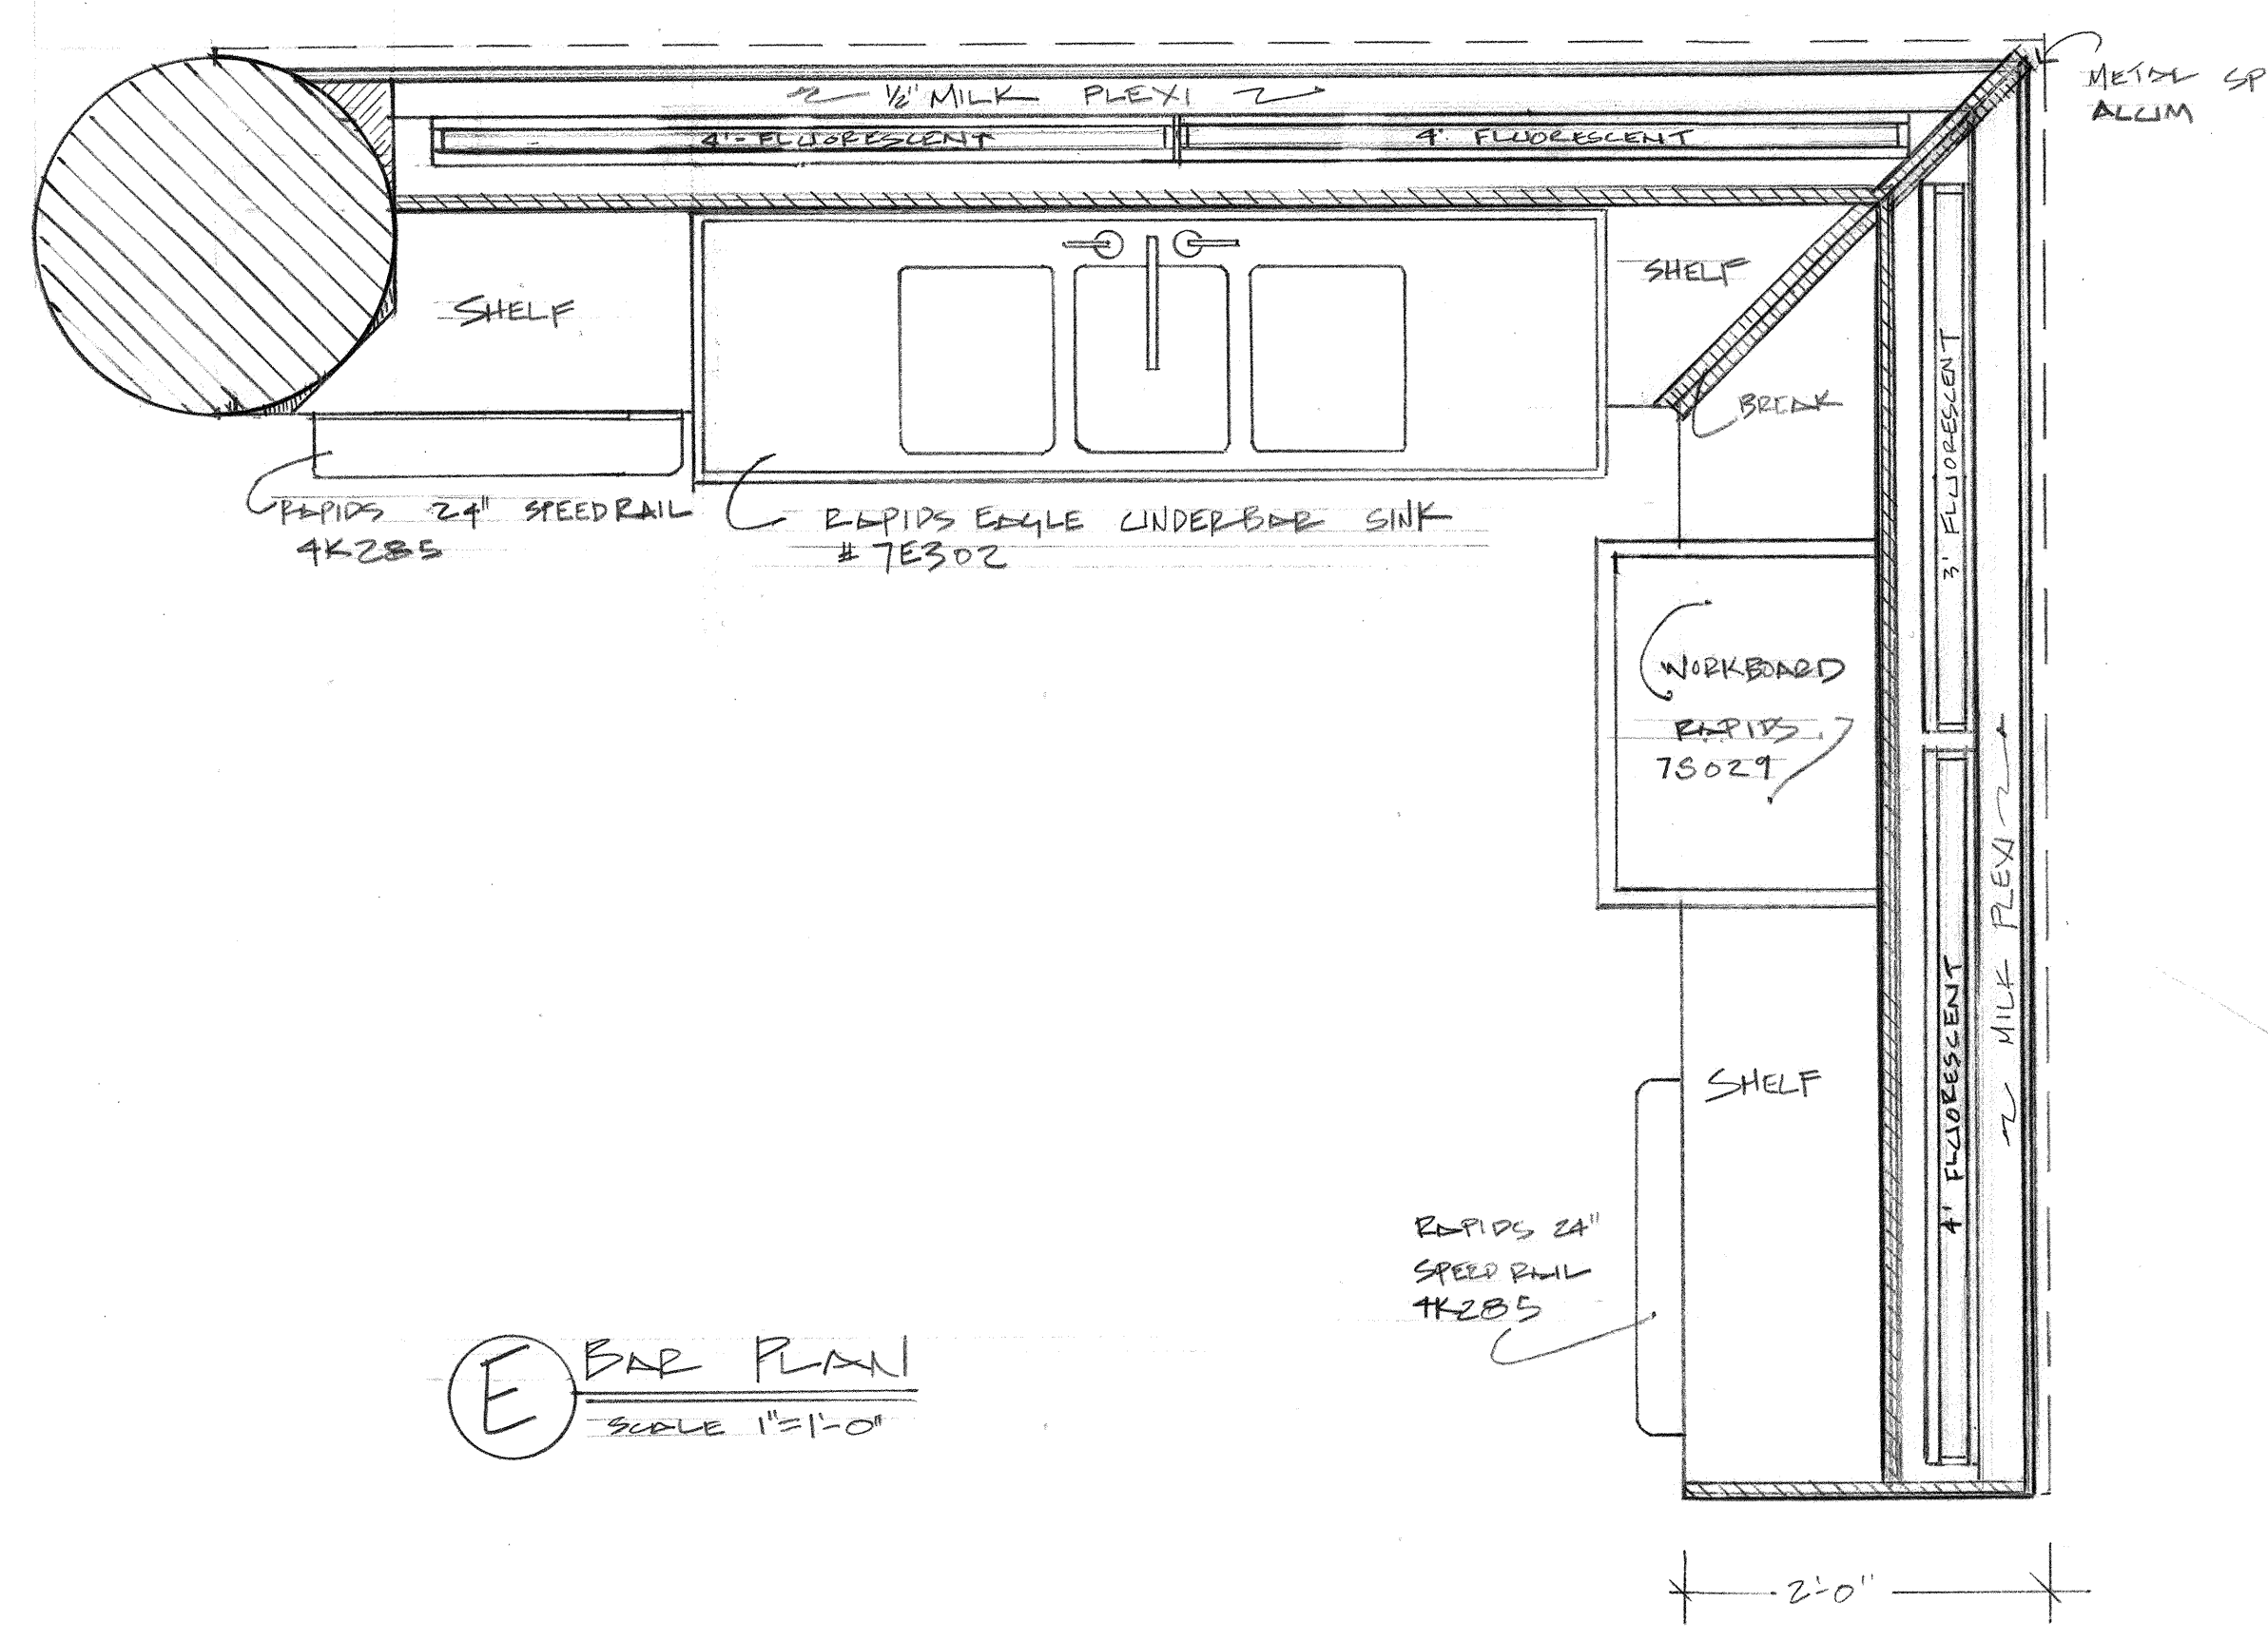 METAL SP
ALUM
½" MILK PLEXI
4'-FLUORESCENT
4' FLUORESCENT
SHELF
SHELF
BREAK
3' FLUORESCENT
RAPIDS 24" SPEEDRAIL
4K285
RAPIDS EAGLE UNDERBAR SINK
# 7E302
WORKBOARD
RAPIDS
7S029
MILK PLEXI
4' FLUORESCENT
SHELF
RAPIDS 24"
SPEED RAIL
4K285
E
BAR PLAN
SCALE 1"=1'-0"
2'-0"